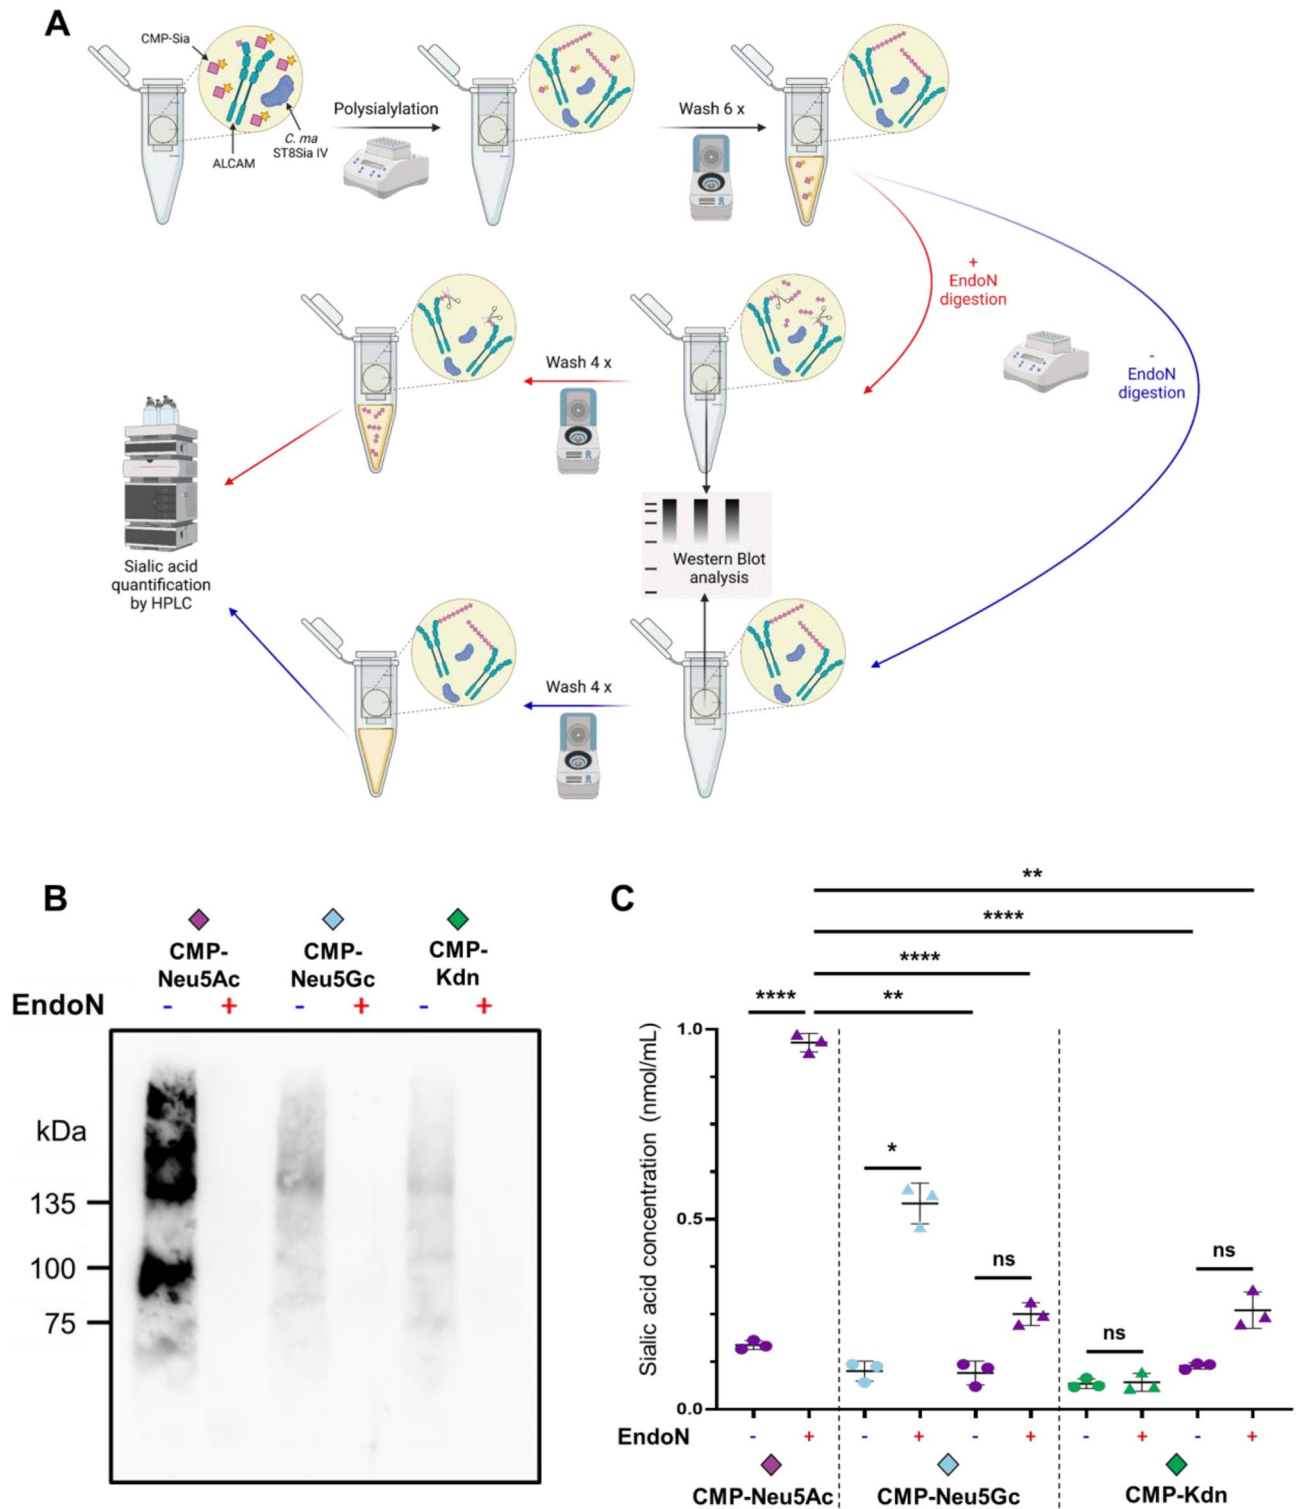 A
CMP-Sia
ALCAM
C. ma
ST8Sia IV
Polysialylation
Wash 6 x
+
EndoN
digestion
-
EndoN
digestion
Wash 4 x
Western Blot
analysis
Sialic acid
quantification
by HPLC
Wash 4 x
B
CMP-
Neu5Ac
CMP-
Neu5Gc
CMP-
Kdn
EndoN - + - + - +
kDa
135
100
75
C
**
****
****
**** **
*
ns
ns
ns
Sialic acid concentration (nmol/mL)
1.0
0.5
0.0
EndoN - + - + - + - + - +
CMP-Neu5Ac CMP-Neu5Gc CMP-Kdn